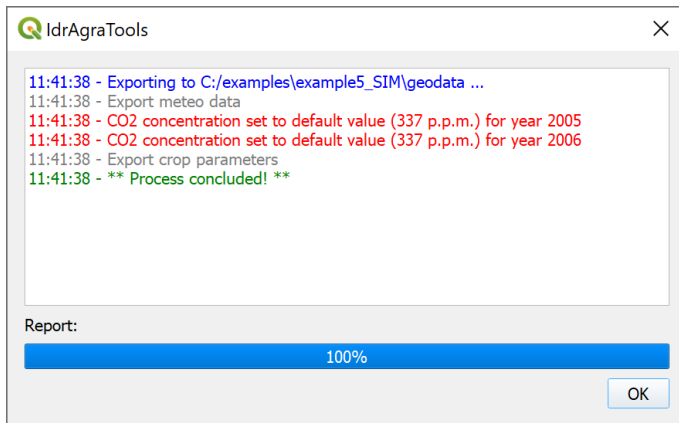 IdrAgraTools
11:41:38 - Exporting to C:/examples\example5_SIM\geodata ...
11:41:38 - Export meteo data
11:41:38 - CO2 concentration set to default value (337 p.p.m.) for year 2005
11:41:38 - CO2 concentration set to default value (337 p.p.m.) for year 2006
11:41:38 - Export crop parameters
11:41:38 - ** Process concluded! **
Report:
100%
OK